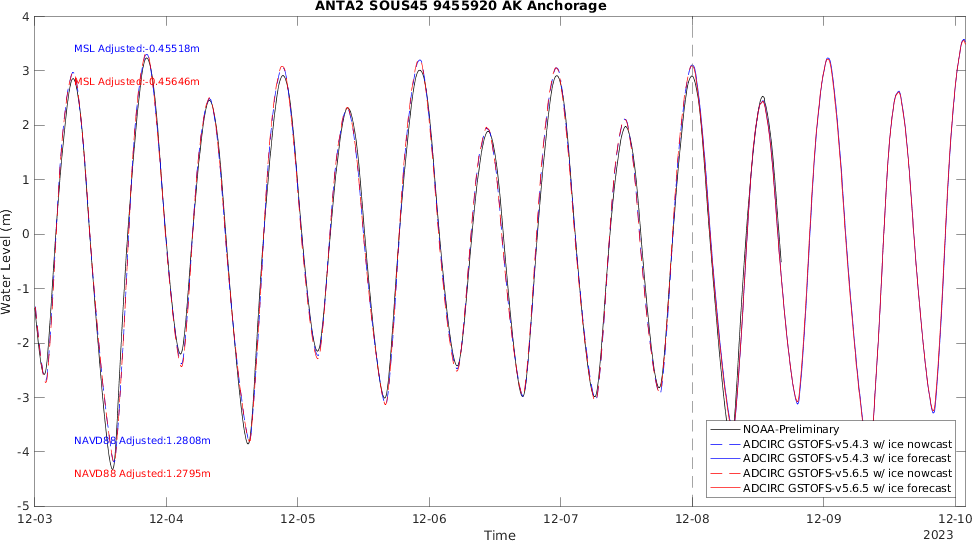 ANTA2 SOUS45 9455920 AK Anchorage
4
3
2
1
0
-1
-2
-3
-4
-5
Water Level (m)
MSL Adjusted:-0.45518m
MSL Adjusted:-0.45646m
NAVD88 Adjusted:1.2808m
NAVD88 Adjusted:1.2795m
NOAA-Preliminary
ADCIRC GSTOFS-v5.4.3 w/ ice nowcast
ADCIRC GSTOFS-v5.4.3 w/ ice forecast
ADCIRC GSTOFS-v5.6.5 w/ ice nowcast
ADCIRC GSTOFS-v5.6.5 w/ ice forecast
12-03 12-04 12-05 12-06 12-07 12-08 12-09 12-10
Time
2023